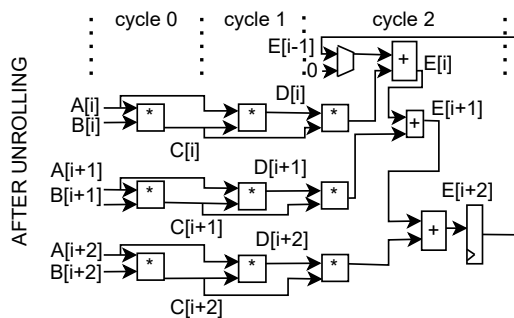 cycle 0 cycle 1 cycle 2
AFTER UNROLLING
E[i-1]
0
+
E[i]
A[i]
B[i]
*
*
D[i]
*
C[i]
+
E[i+1]
A[i+1]
B[i+1]
*
*
D[i+1]
*
C[i+1]
+
E[i+2]
A[i+2]
B[i+2]
*
*
D[i+2]
*
C[i+2]